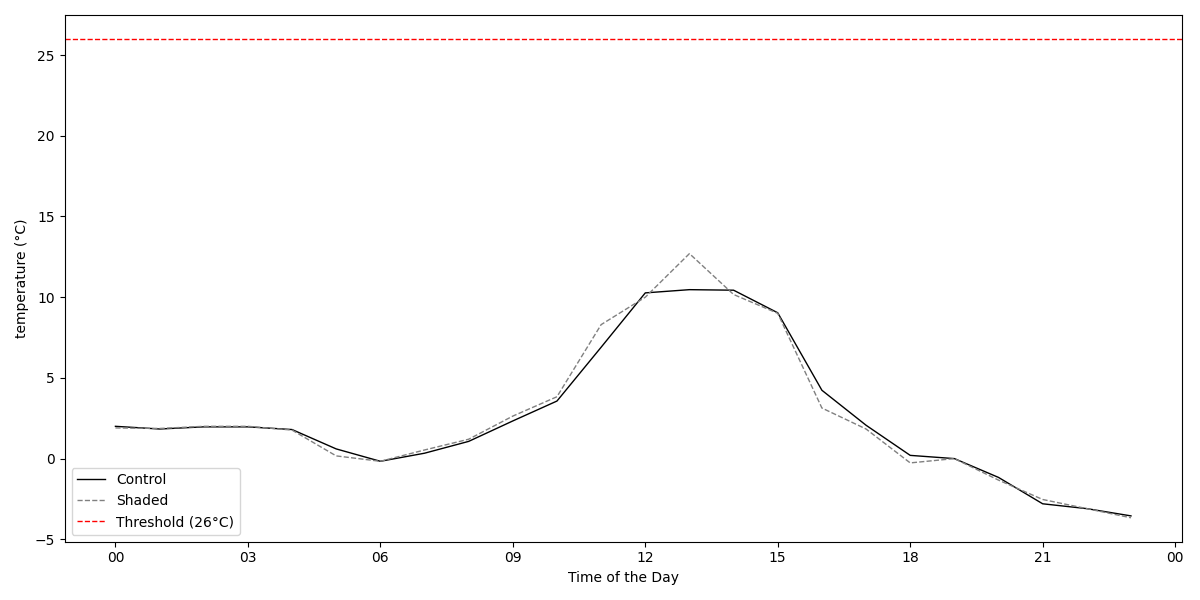 25
20
15
10
5
0
−5
temperature (°C)
Control
Shaded
Threshold (26°C)
00 03 06 09 12 15 18 21 00
Time of the Day